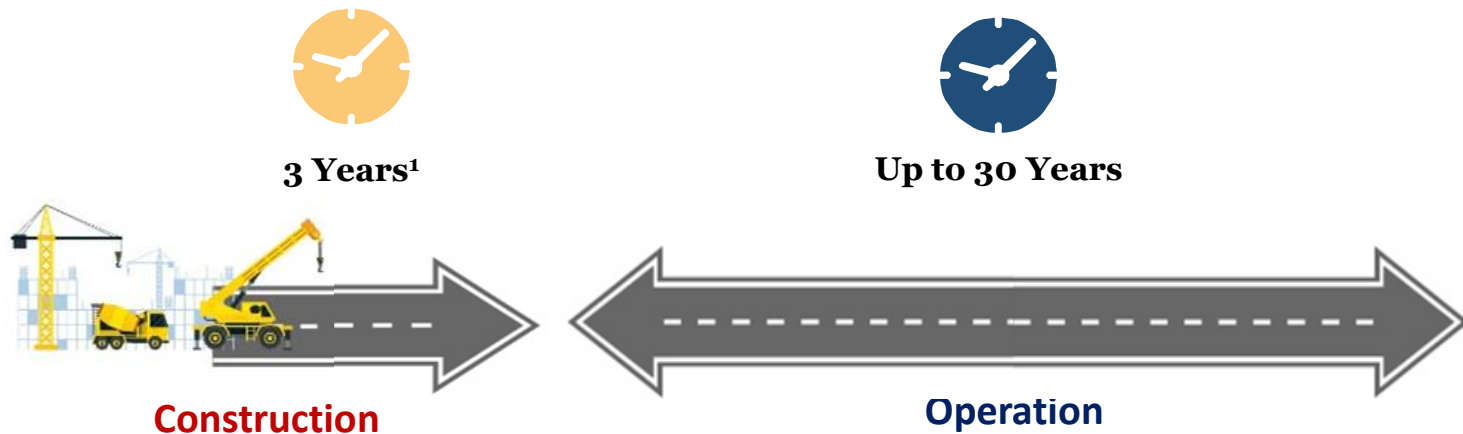 3 Years¹
Up to 30 Years
Construction
Operation